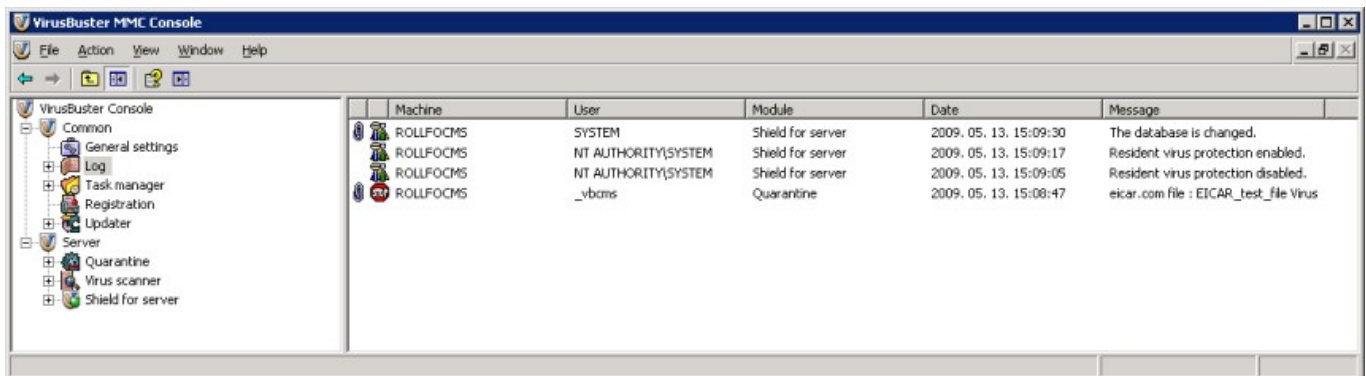 VirusBuster MMC Console
File Action View Window Help
VirusBuster Console
Common
General settings
Log
Task manager
Registration
Updater
Server
Quarantine
Virus scanner
Shield for server
Machine User Module Date Message
ROLLFOCMS SYSTEM Shield for server 2009. 05. 13. 15:09:30 The database is changed.
ROLLFOCMS NT AUTHORITY\SYSTEM Shield for server 2009. 05. 13. 15:09:17 Resident virus protection enabled.
ROLLFOCMS NT AUTHORITY\SYSTEM Shield for server 2009. 05. 13. 15:09:05 Resident virus protection disabled.
ROLLFOCMS _vbcms Quarantine 2009. 05. 13. 15:08:47 eicar.com file : EICAR_test_file Virus